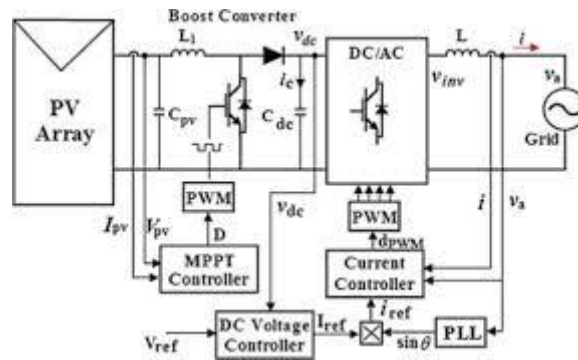 Boost Converter
L1
vdc
DC/AC
L
i
PV
Array
Cpv
ic
Cdc
vinv
va
Grid
PWM
vdc
PWM
i
va
Ipv
Vpv
D
dPWM
MPPT
Controller
Current
Controller
iref
Vref
DC Voltage
Controller
Iref
sin θ
PLL